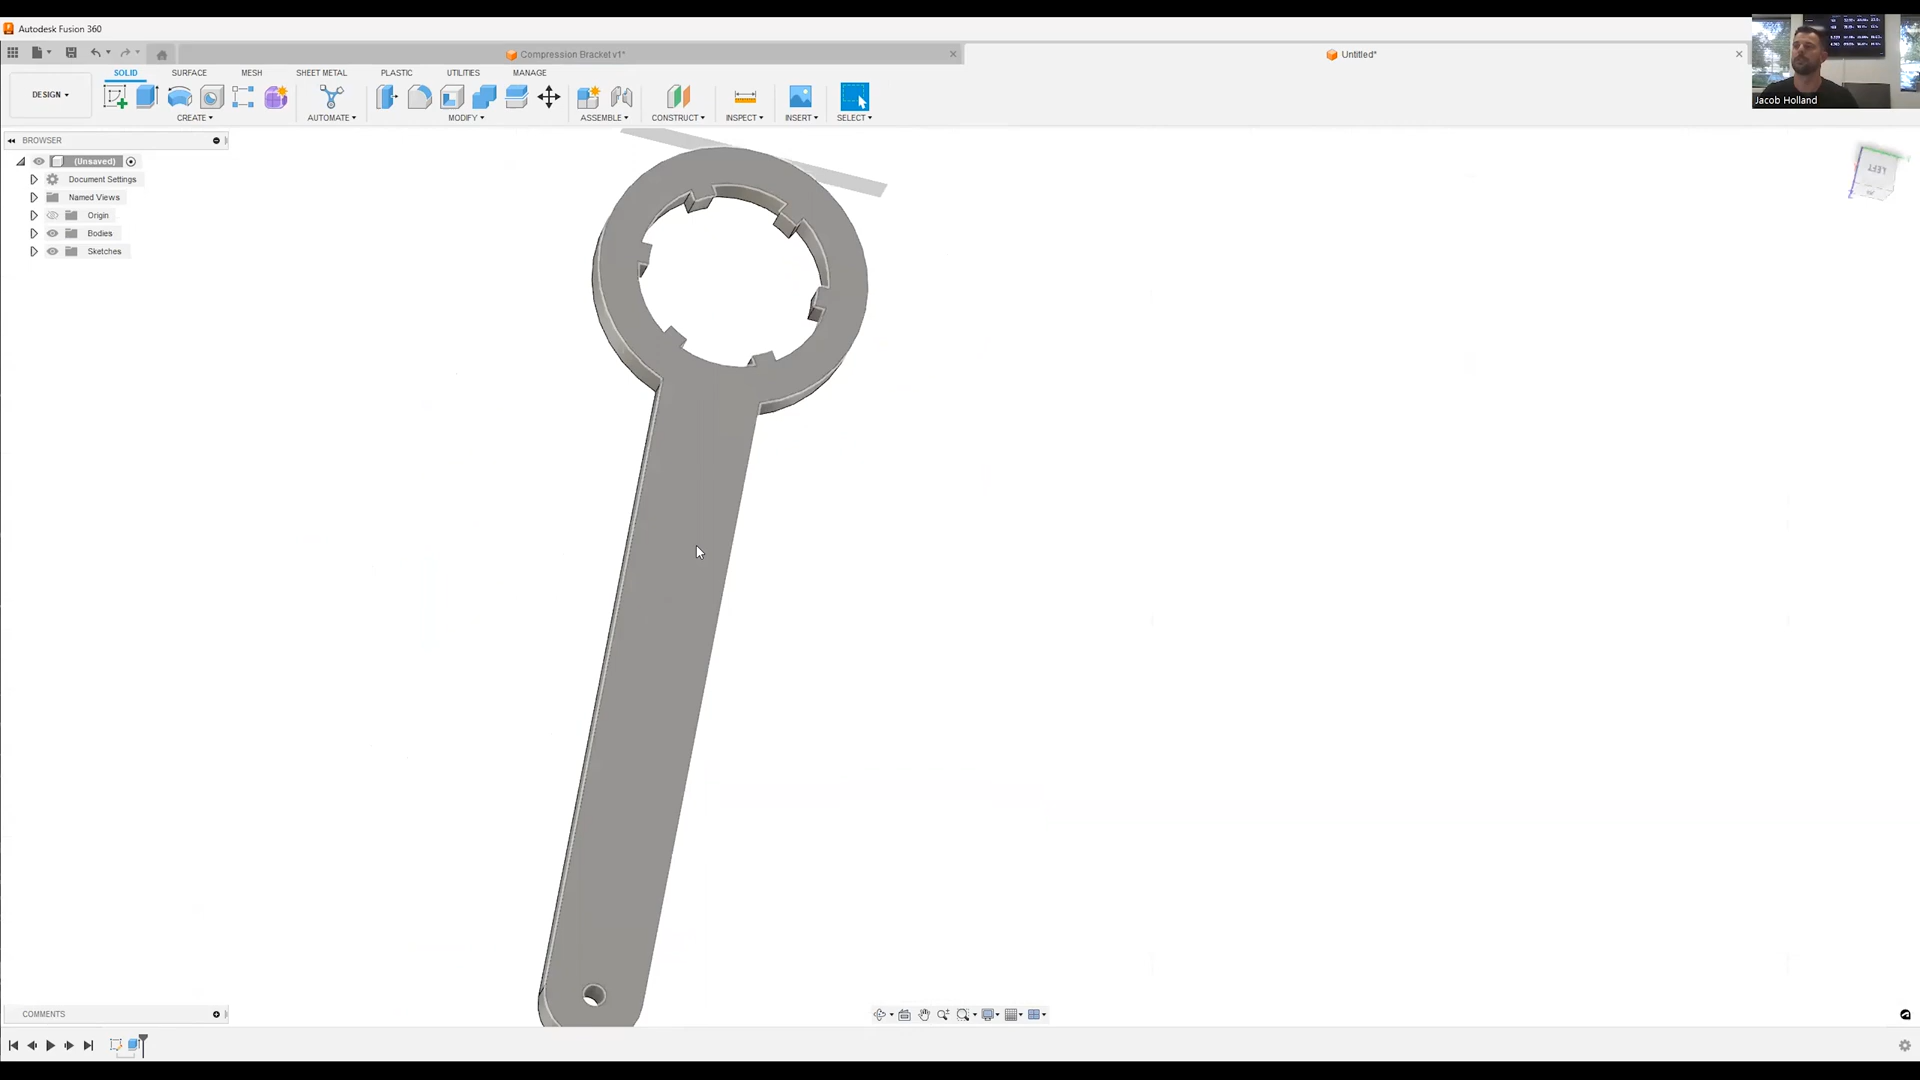 Autodesk Fusion 360
Compression Bracket v1*
Untitled*
Jacob Holland
DESIGN
SOLID
SURFACE
MESH
SHEET METAL
PLASTIC
UTILITIES
MANAGE
CREATE
AUTOMATE
MODIFY
ASSEMBLE
CONSTRUCT
INSPECT
INSERT
SELECT
BROWSER
(Unsaved)
Document Settings
Named Views
Origin
Bodies
Sketches
LEFT
COMMENTS